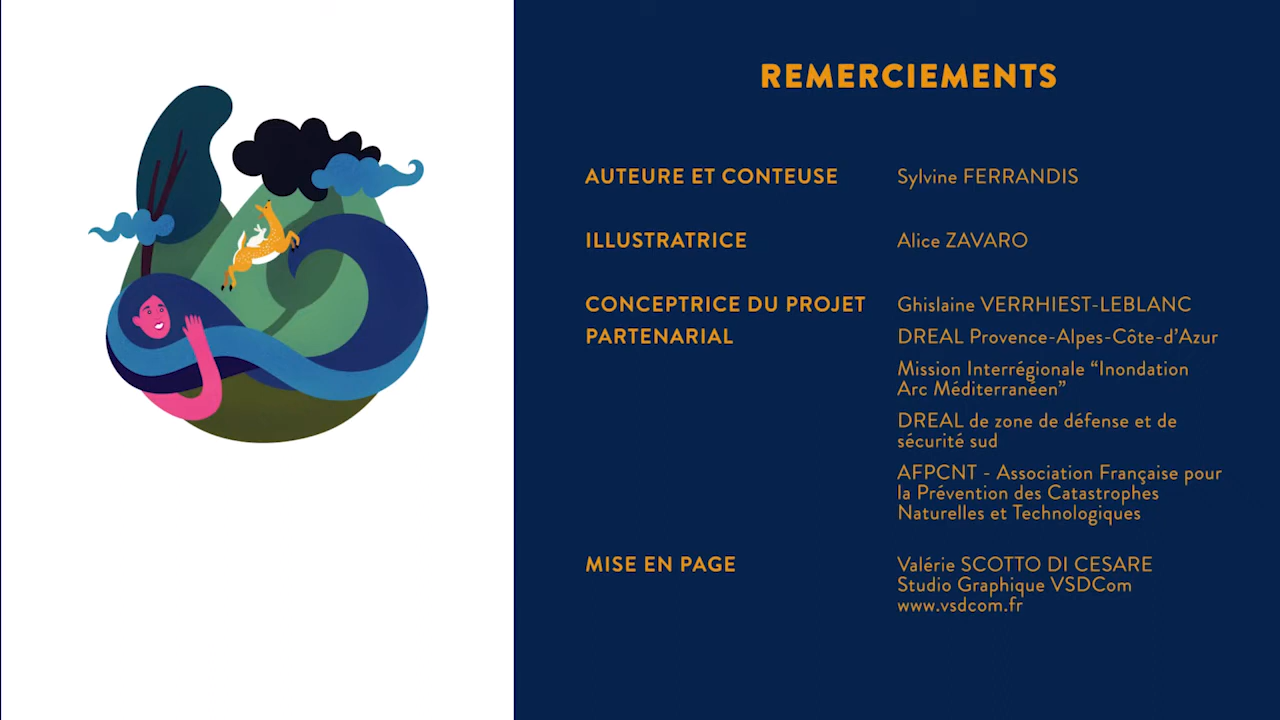 REMERCIEMENTS
AUTEURE ET CONTEUSE
Sylvine FERRANDIS
ILLUSTRATRICE
Alice ZAVARO
CONCEPTRICE DU PROJET
PARTENARIAL
Ghislaine VERRHIEST-LEBLANC
DREAL Provence-Alpes-Côte-d’Azur
Mission Interrégionale “Inondation
Arc Méditerranéen”
DREAL de zone de défense et de
sécurité sud
AFPCNT - Association Française pour
la Prévention des Catastrophes
Naturelles et Technologiques
MISE EN PAGE
Valérie SCOTTO DI CESARE
Studio Graphique VSDCom
www.vsdcom.fr